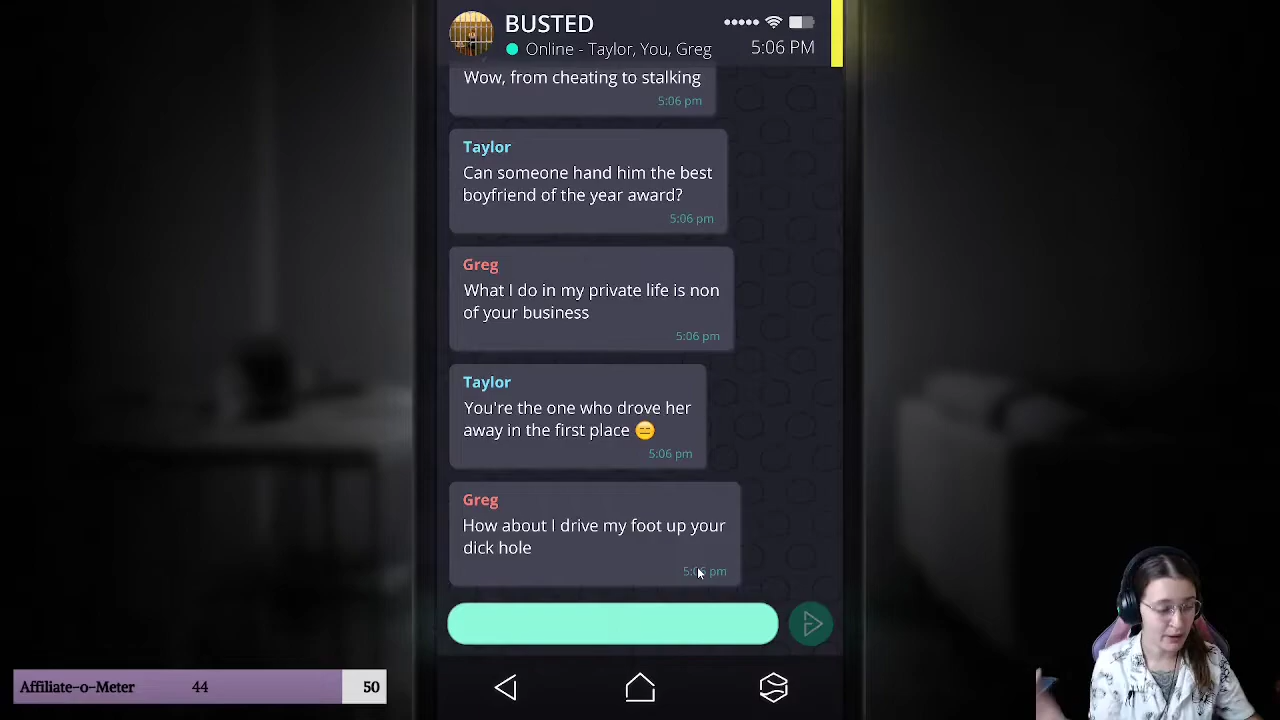 BUSTED
Online - Taylor, You, Greg
5:06 PM
Wow, from cheating to stalking
5:06 pm
Taylor
Can someone hand him the best
boyfriend of the year award?
5:06 pm
Greg
What I do in my private life is non
of your business
5:06 pm
Taylor
You're the one who drove her
away in the first place 😑
5:06 pm
Greg
How about I drive my foot up your
dick hole
5:06 pm
Affiliate-o-Meter 44 50